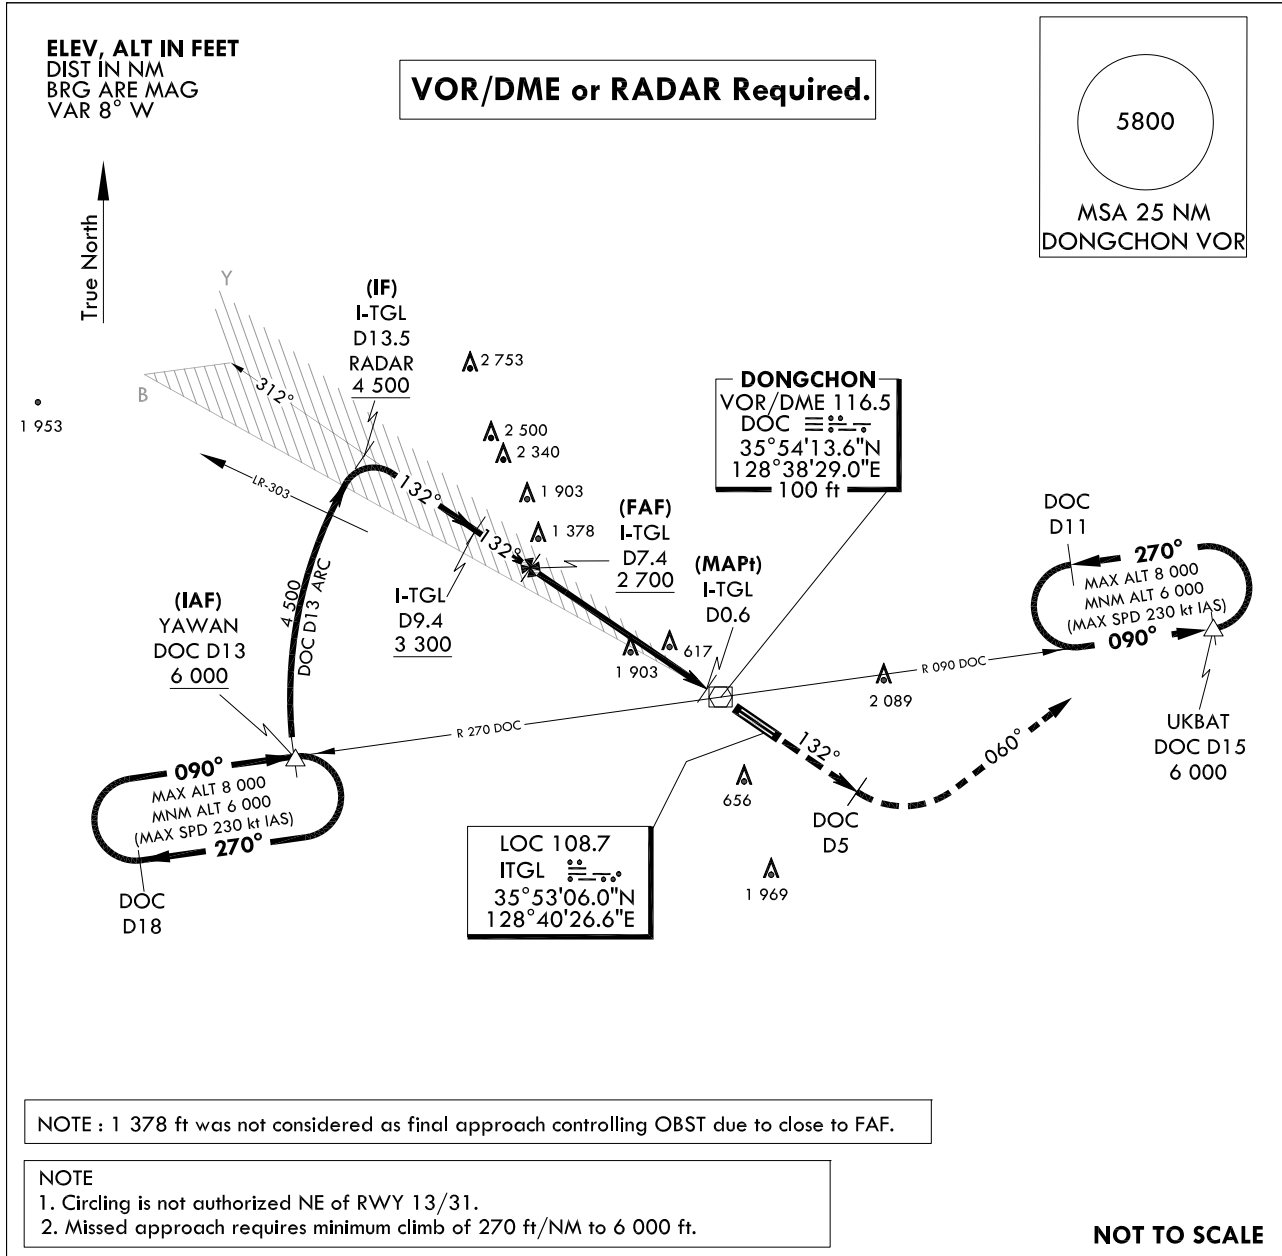 ELEV, ALT IN FEET
DIST IN NM
BRG ARE MAG
VAR 8° W
VOR/DME or RADAR Required.
5800
MSA 25 NM
DONGCHON VOR
True North
Y
B
312°
LR-303
1 953
(IF)
I-TGL
D13.5
RADAR
4 500
2 753
2 500
2 340
1 903
1 378
132°
132°
(FAF)
I-TGL
D7.4
2 700
I-TGL
D9.4
3 300
(MAPt)
I-TGL
D0.6
617
1 903
DONGCHON
VOR/DME 116.5
DOC
35°54'13.6"N
128°38'29.0"E
100 ft
DOC
D11
270°
MAX ALT 8 000
MNM ALT 6 000
(MAX SPD 230 kt IAS)
090°
R 090 DOC
2 089
UKBAT
DOC D15
6 000
(IAF)
YAWAN
DOC D13
6 000
4 500
DOC D13 ARC
R 270 DOC
090°
MAX ALT 8 000
MNM ALT 6 000
(MAX SPD 230 kt IAS)
270°
DOC
D18
132°
060°
DOC
D5
656
1 969
LOC 108.7
ITGL
35°53'06.0"N
128°40'26.6"E
NOTE : 1 378 ft was not considered as final approach controlling OBST due to close to FAF.
NOTE
1. Circling is not authorized NE of RWY 13/31.
2. Missed approach requires minimum climb of 270 ft/NM to 6 000 ft.
NOT TO SCALE